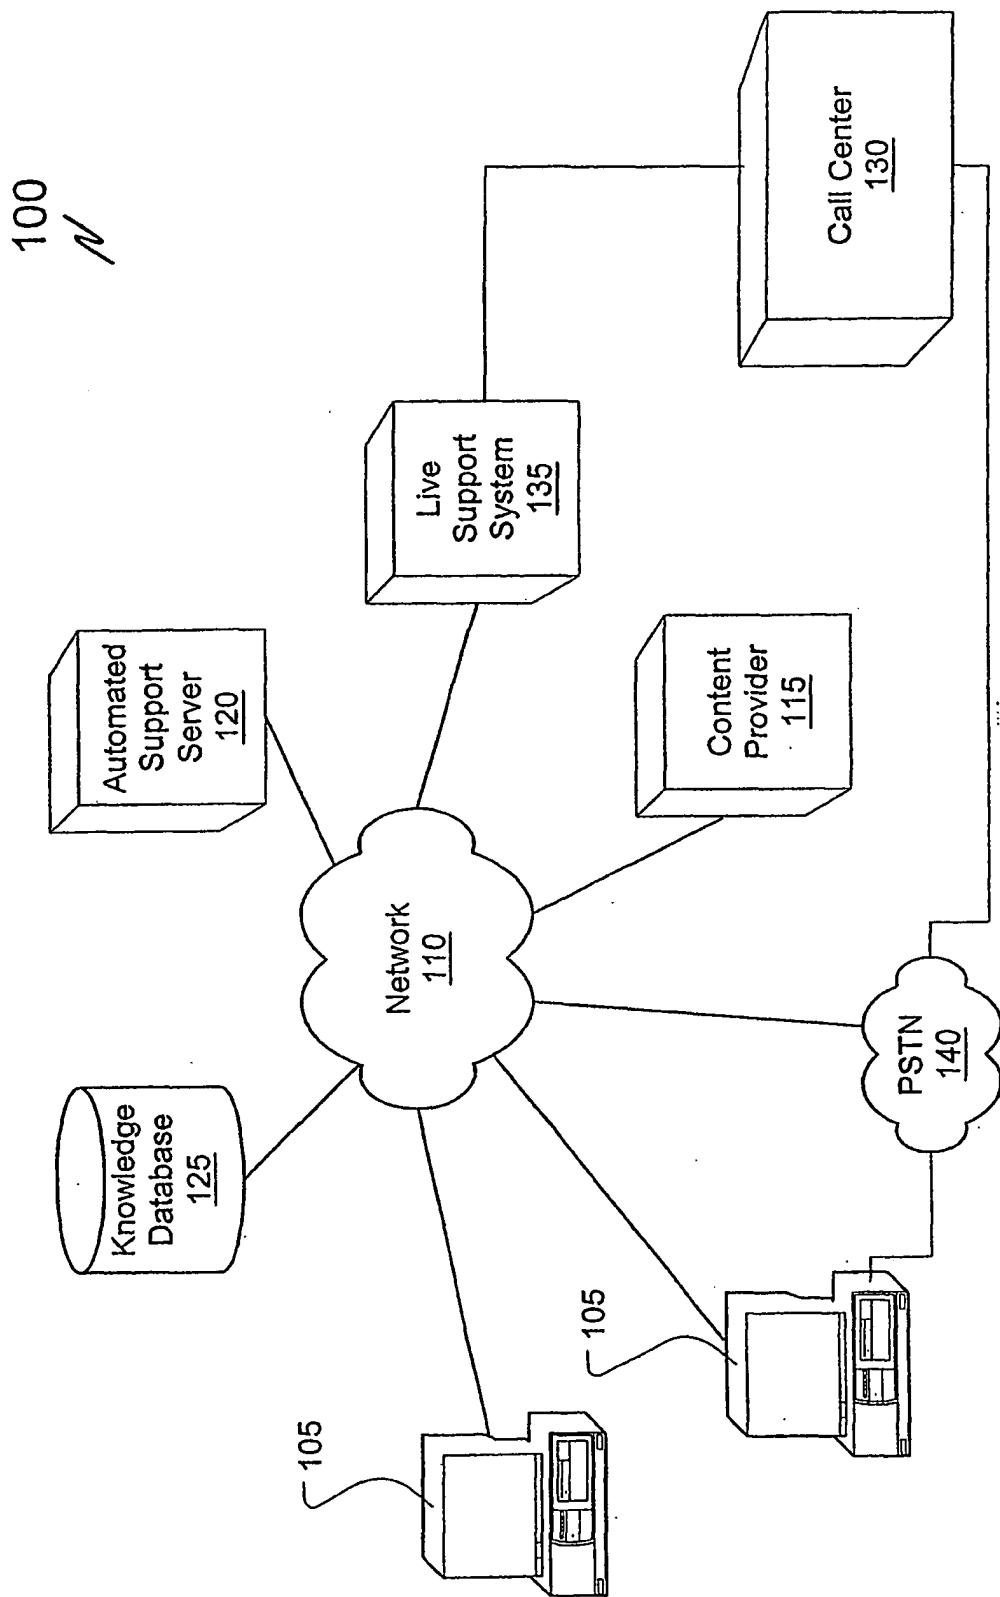 100
Knowledge
Database
125
Automated
Support
Server
120
Network
110
Live
Support
System
135
105
105
Content
Provider
115
PSTN
140
Call Center
130